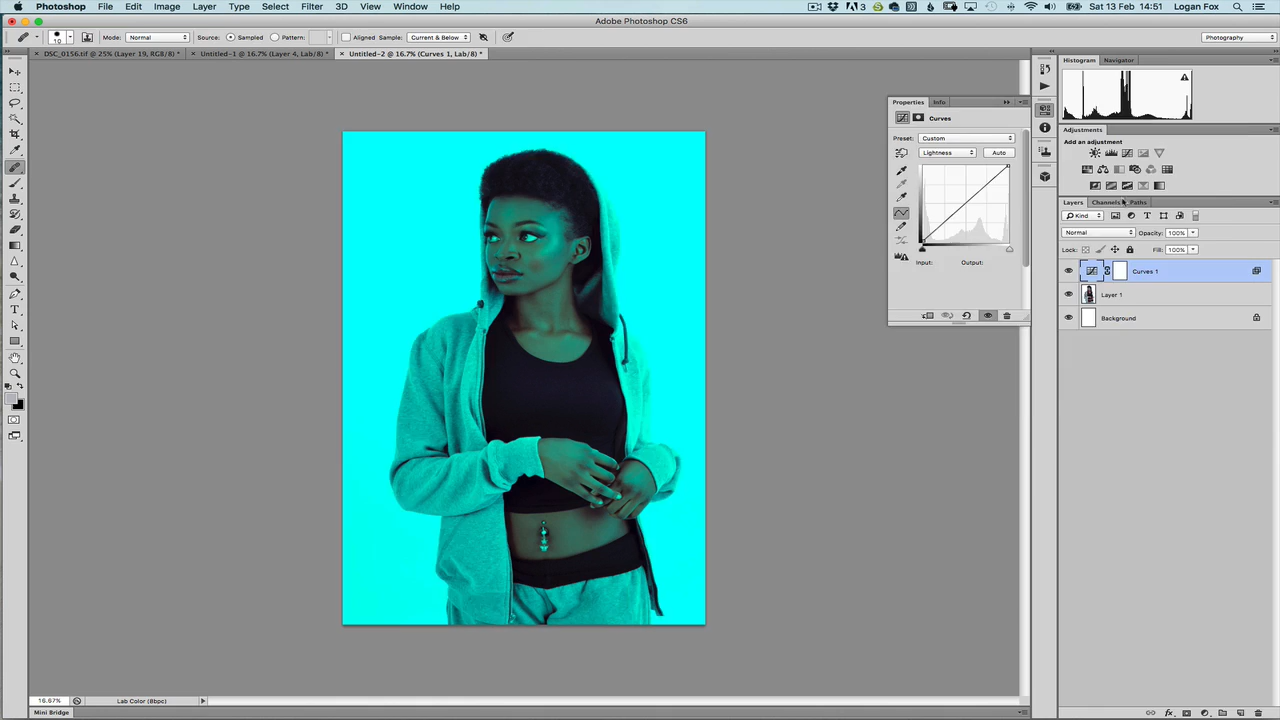 Photoshop File Edit Image Layer Type Select Filter 3D View Window Help 3 Sat 13 Feb 14:51 Logan Fox
Adobe Photoshop CS6
10 Mode: Normal Source: Sampled Pattern: Aligned Sample: Current & Below Photography
× DSC_0156.tif @ 25% (Layer 19, RGB/8) * × Untitled-1 @ 16.7% (Layer 4, Lab/8) * × Untitled-2 @ 16.7% (Curves 1, Lab/8) *
Histogram Navigator
Properties Info
Curves
Preset: Custom
Lightness Auto
Input: Output:
Adjustments
Add an adjustment
Layers Channels Paths
Kind
Normal Opacity: 100%
Lock: Fill: 100%
Curves 1
Layer 1
Background
16.67% Lab Color (8bpc)
Mini Bridge
fx